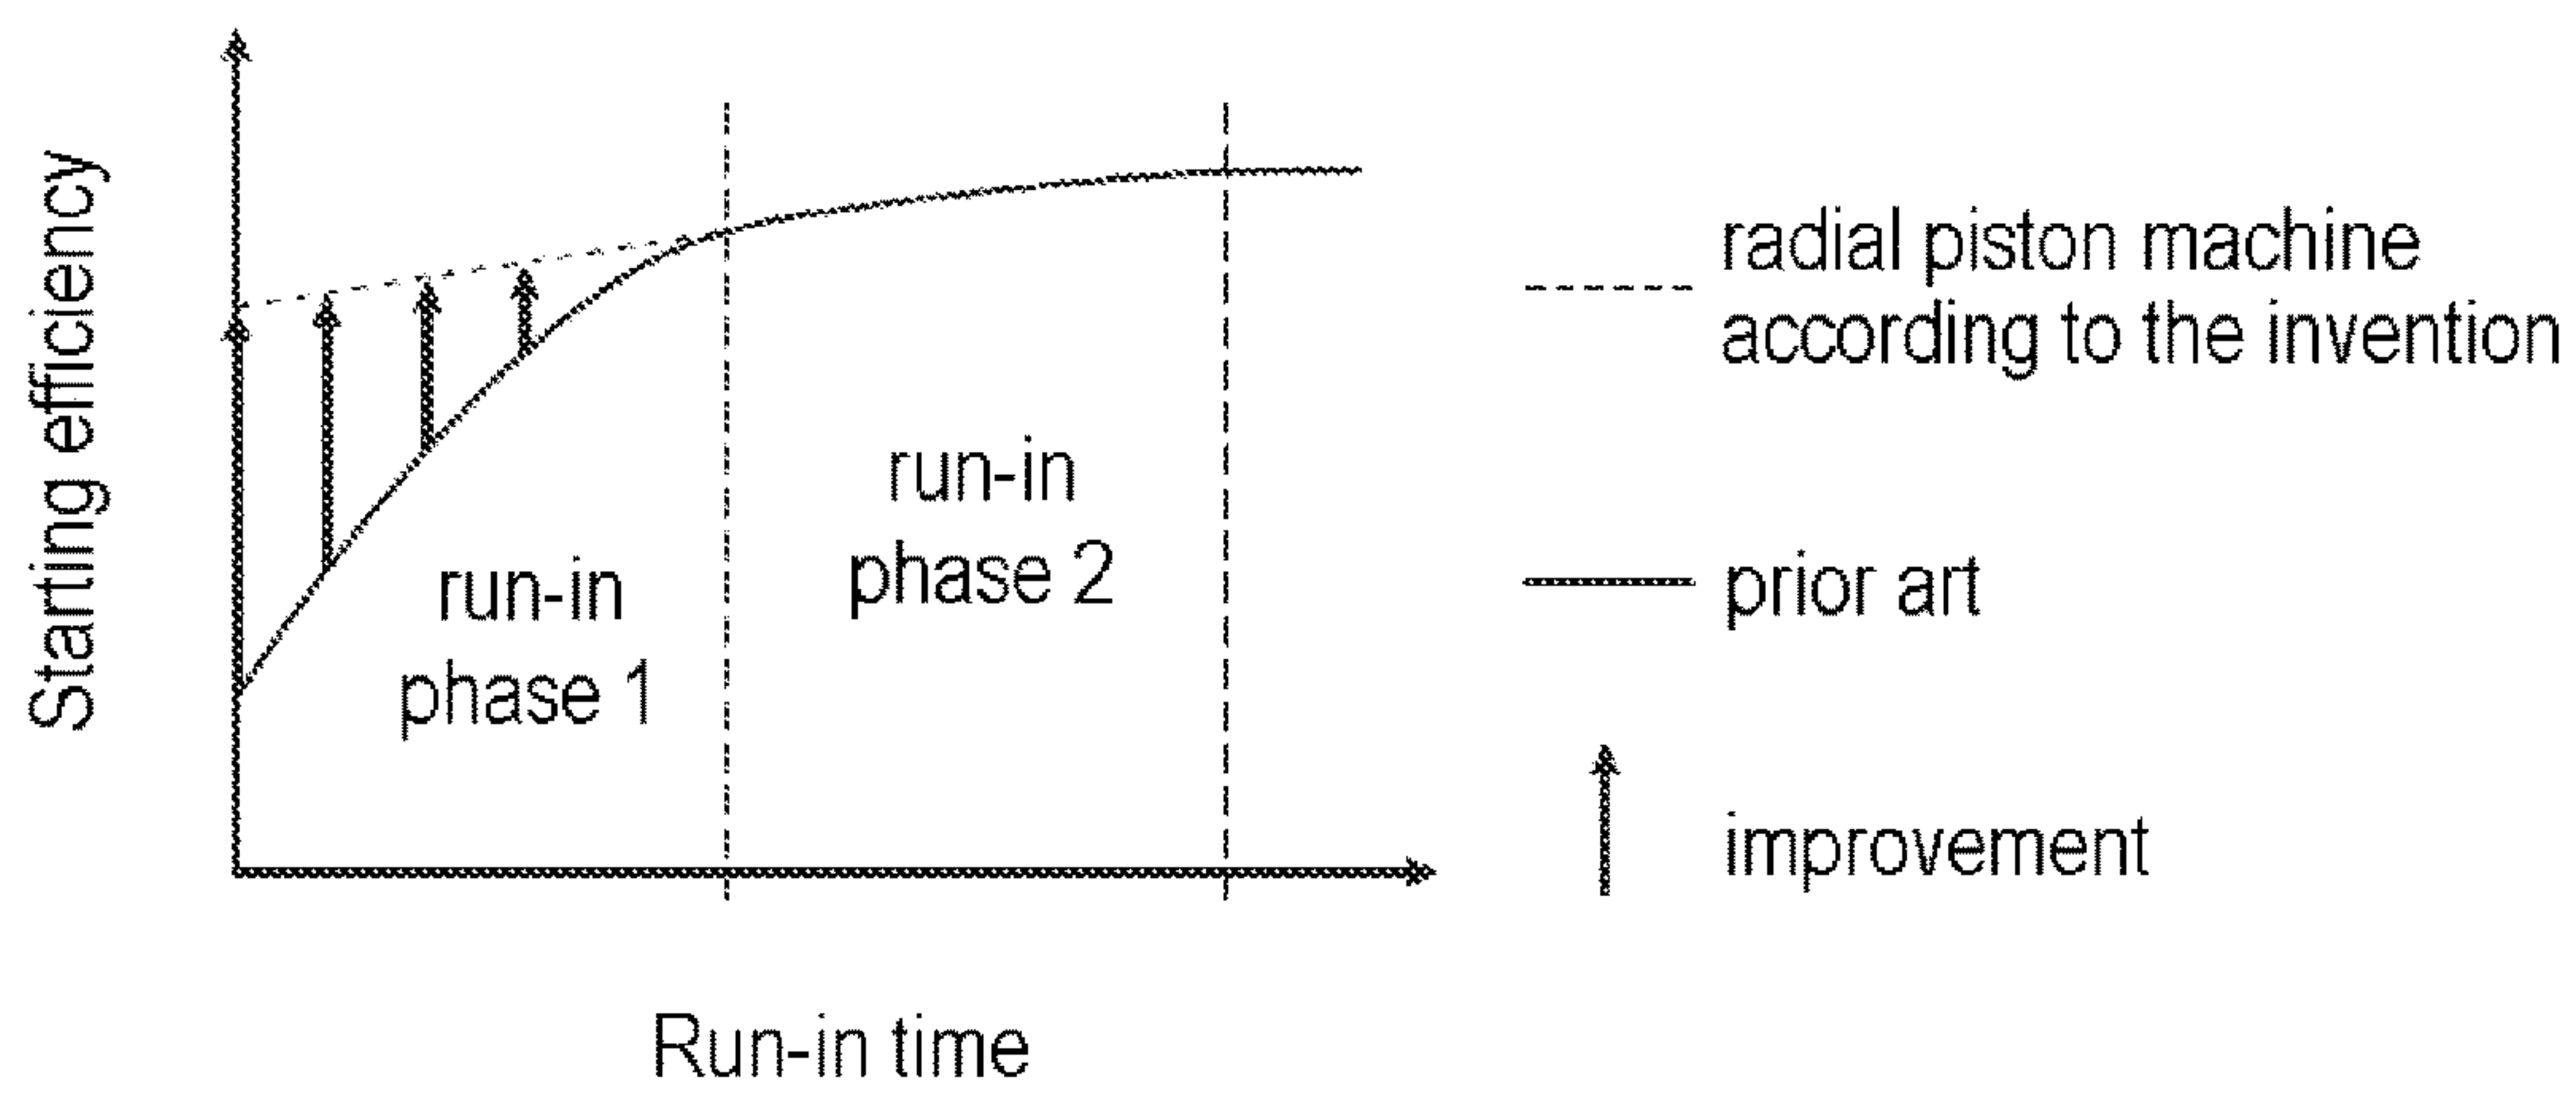 Starting efficiency
run-in
phase 1
run-in
phase 2
Run-in time
radial piston machine
according to the invention
prior art
improvement